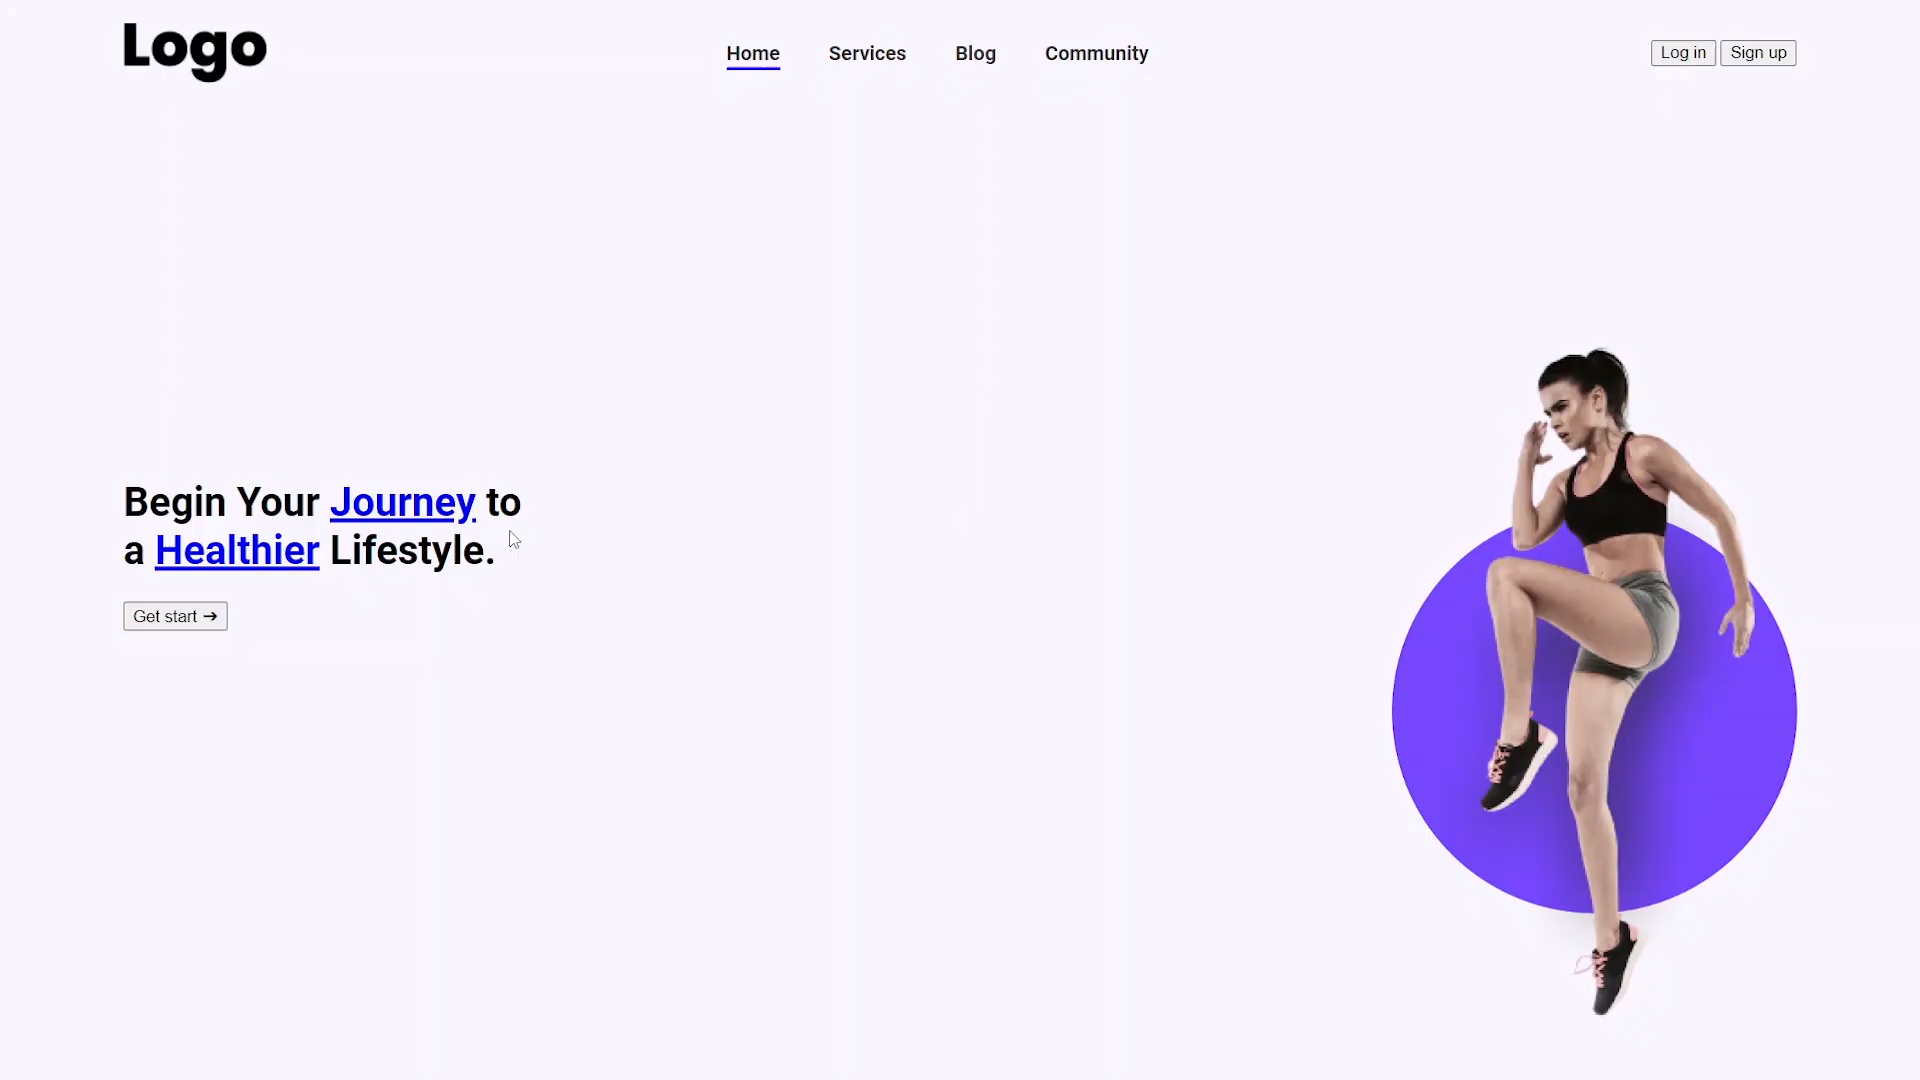 Logo
Home Services Blog Community
Log in Sign up
Begin Your Journey to
a Healthier Lifestyle.
Get start ➔